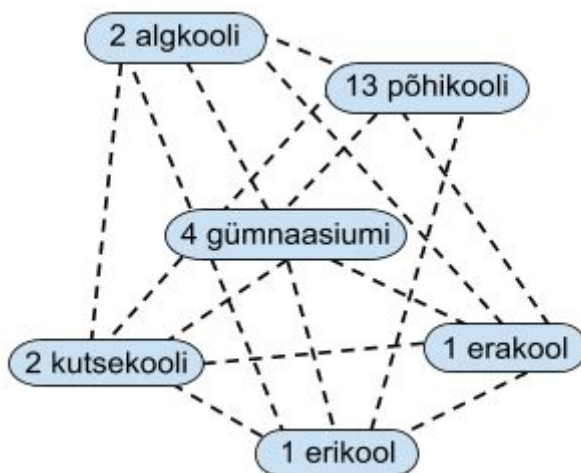 2 algkooli
13 põhikooli
4 gümnaasiumi
2 kutsekooli
1 erakool
1 erikool